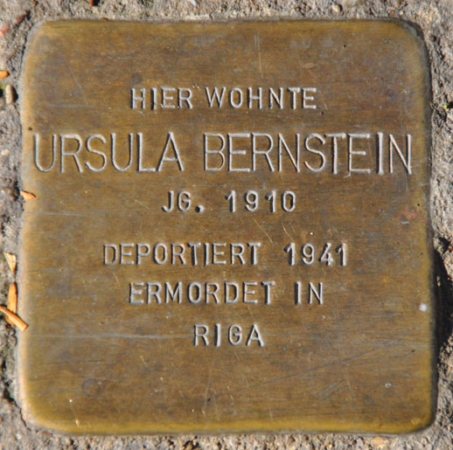 HIER WOHNTE
URSULA BERNSTEIN
JG. 1910
DEPORTIERT 1941
ERMORDET IN
RIGA